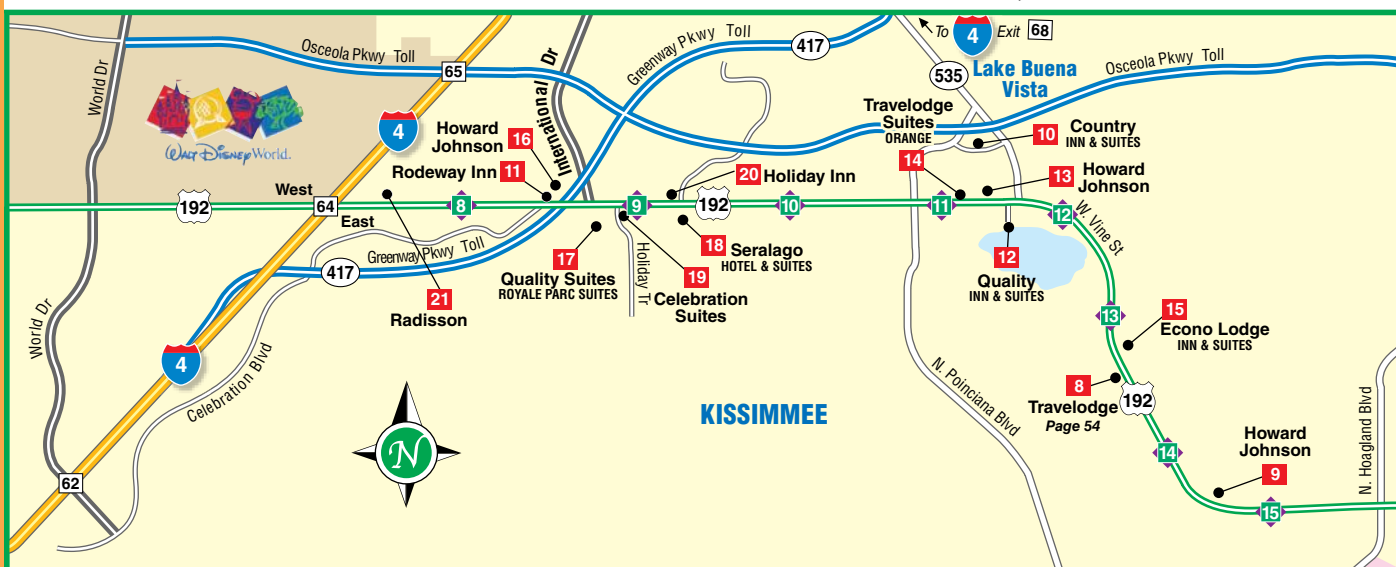 Osceola Pkwy Toll
65
World Dr
WALT DISNEY World.
4
International Dr
Greenway Pkwy Toll
417
To
4
Exit
68
535
Lake Buena
Vista
Osceola Pkwy Toll
Travelodge
Suites
ORANGE
14
10
Country
INN & SUITES
13
Howard
Johnson
Howard
Johnson
16
Rodeway Inn
11
20
Holiday Inn
192
West
64
East
8
9
192
10
11
12
W. Vine St
417
Greenway Pkwy Toll
21
Radisson
17
Quality Suites
ROYALE PARC SUITES
Holiday Tr
18
Seralago
HOTEL & SUITES
19
Celebration
Suites
12
Quality
INN & SUITES
13
15
Econo Lodge
INN & SUITES
World Dr
4
Celebration Blvd
N
KISSIMMEE
N. Poinciana Blvd
8
Travelodge
Page 54
192
14
Howard
Johnson
9
15
N. Hoagland Blvd
62